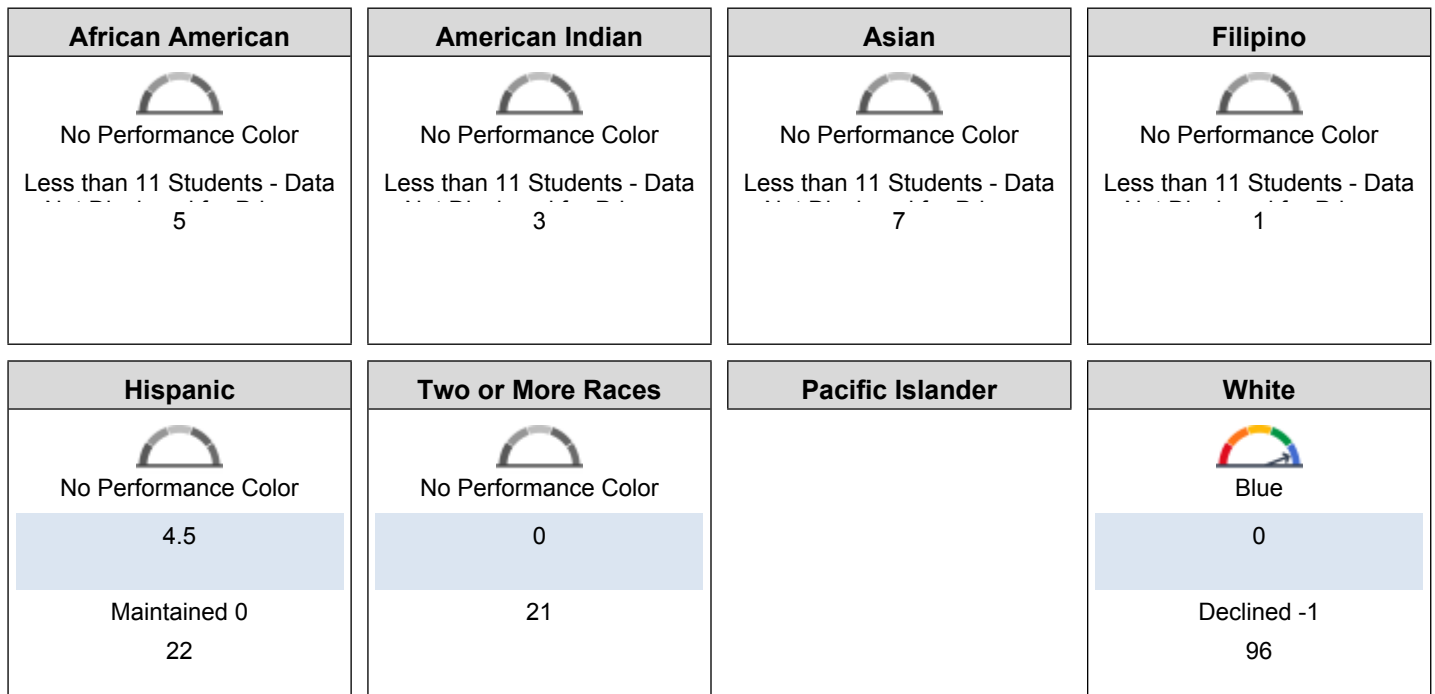 African American
No Performance Color
Less than 11 Students - Data
5
American Indian
No Performance Color
Less than 11 Students - Data
3
Asian
No Performance Color
Less than 11 Students - Data
7
Filipino
No Performance Color
Less than 11 Students - Data
1
Hispanic
No Performance Color
4.5
Maintained 0
22
Two or More Races
No Performance Color
0
21
Pacific Islander
White
Blue
0
Declined -1
96